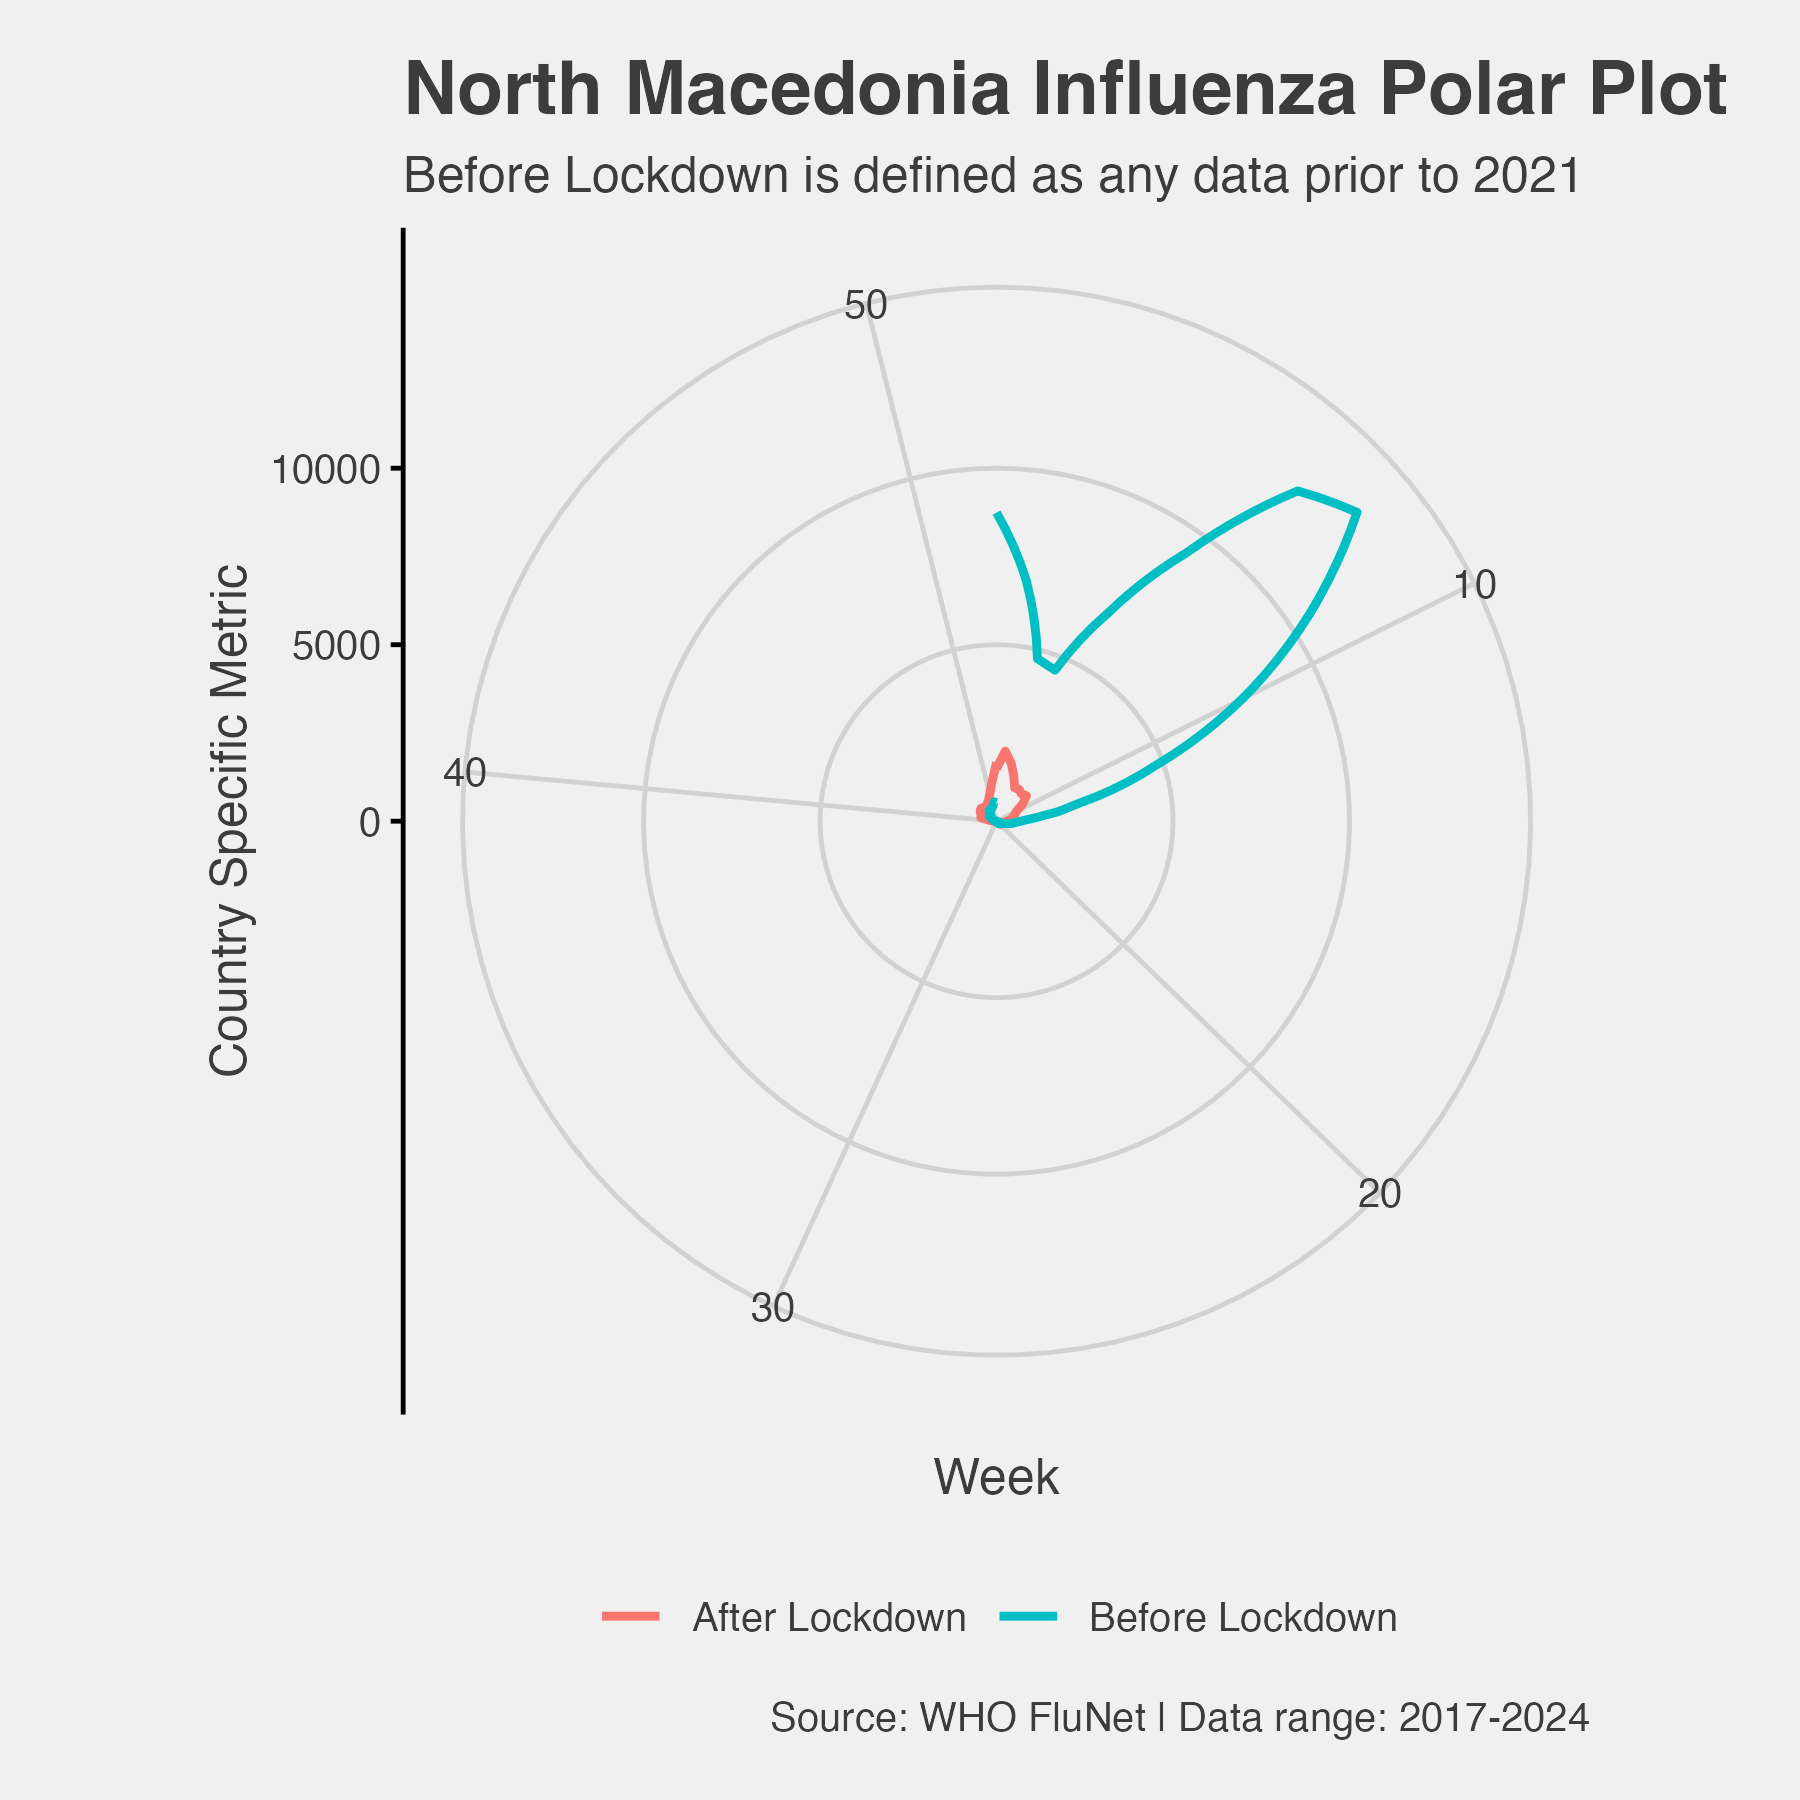 North Macedonia Influenza Polar Plot
Before Lockdown is defined as any data prior to 2021
Country Specific Metric
10000
5000
0
50
10
40
20
30
Week
After Lockdown
Before Lockdown
Source: WHO FluNet | Data range: 2017-2024